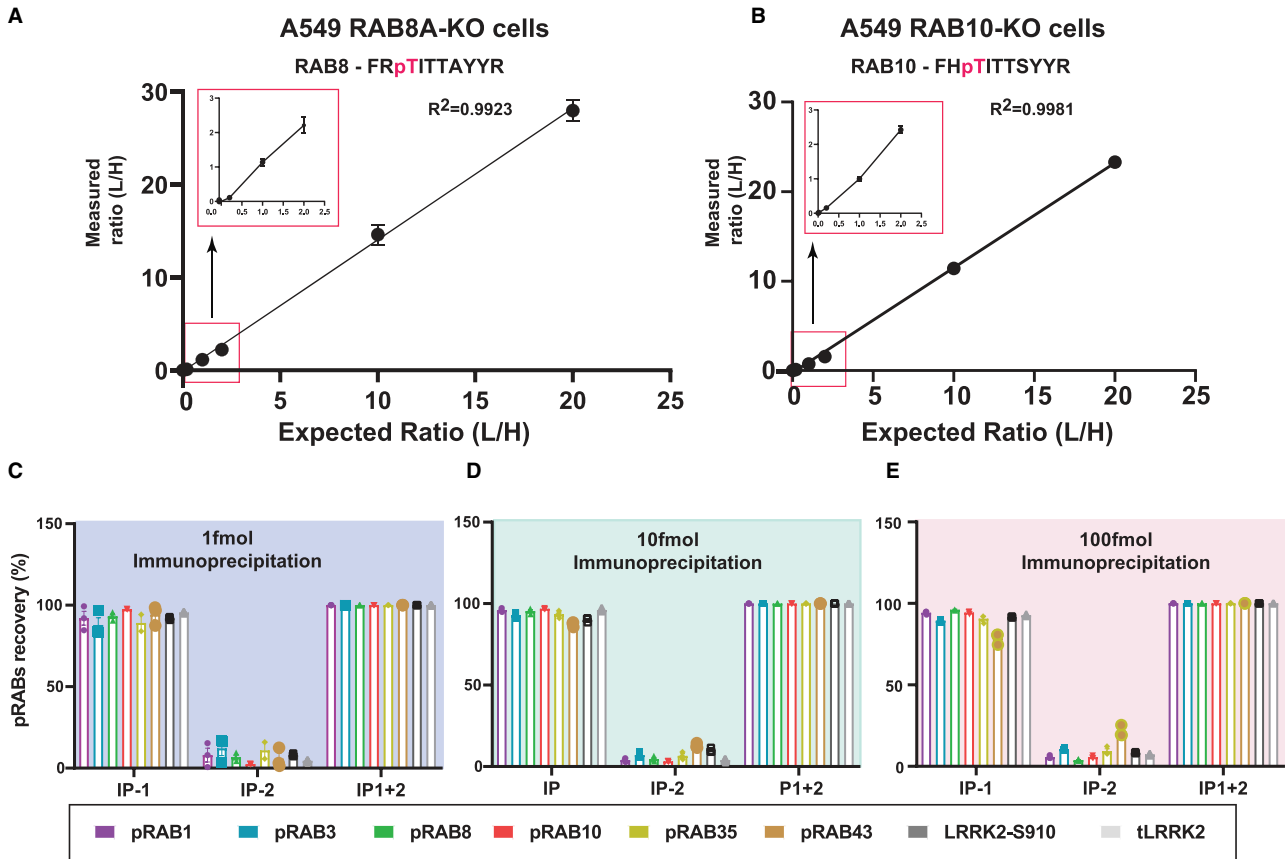 A
A549 RAB8A-KO cells
RAB8 - FRpTITTAYYR
R2=0.9923
Measured
ratio (L/H)
30
20
10
0
3
2
1
0
0.0 0.5 1.0 1.5 2.0 2.5
0 5 10 15 20 25
Expected Ratio (L/H)
B
A549 RAB10-KO cells
RAB10 - FHpTITTSYYR
R2=0.9981
Measured
ratio (L/H)
30
20
10
0
3
2
1
0
0.0 0.5 1.0 1.5 2.0 2.5
0 5 10 15 20 25
Expected Ratio (L/H)
C
1fmol
Immunoprecipitation
pRABs recovery (%)
150
100
50
0
IP-1 IP-2 IP1+2
D
10fmol
Immunoprecipitation
150
100
50
0
IP IP-2 P1+2
E
100fmol
Immunoprecipitation
150
100
50
0
IP-1 IP-2 IP1+2
pRAB1 pRAB3 pRAB8 pRAB10 pRAB35 pRAB43 LRRK2-S910 tLRRK2